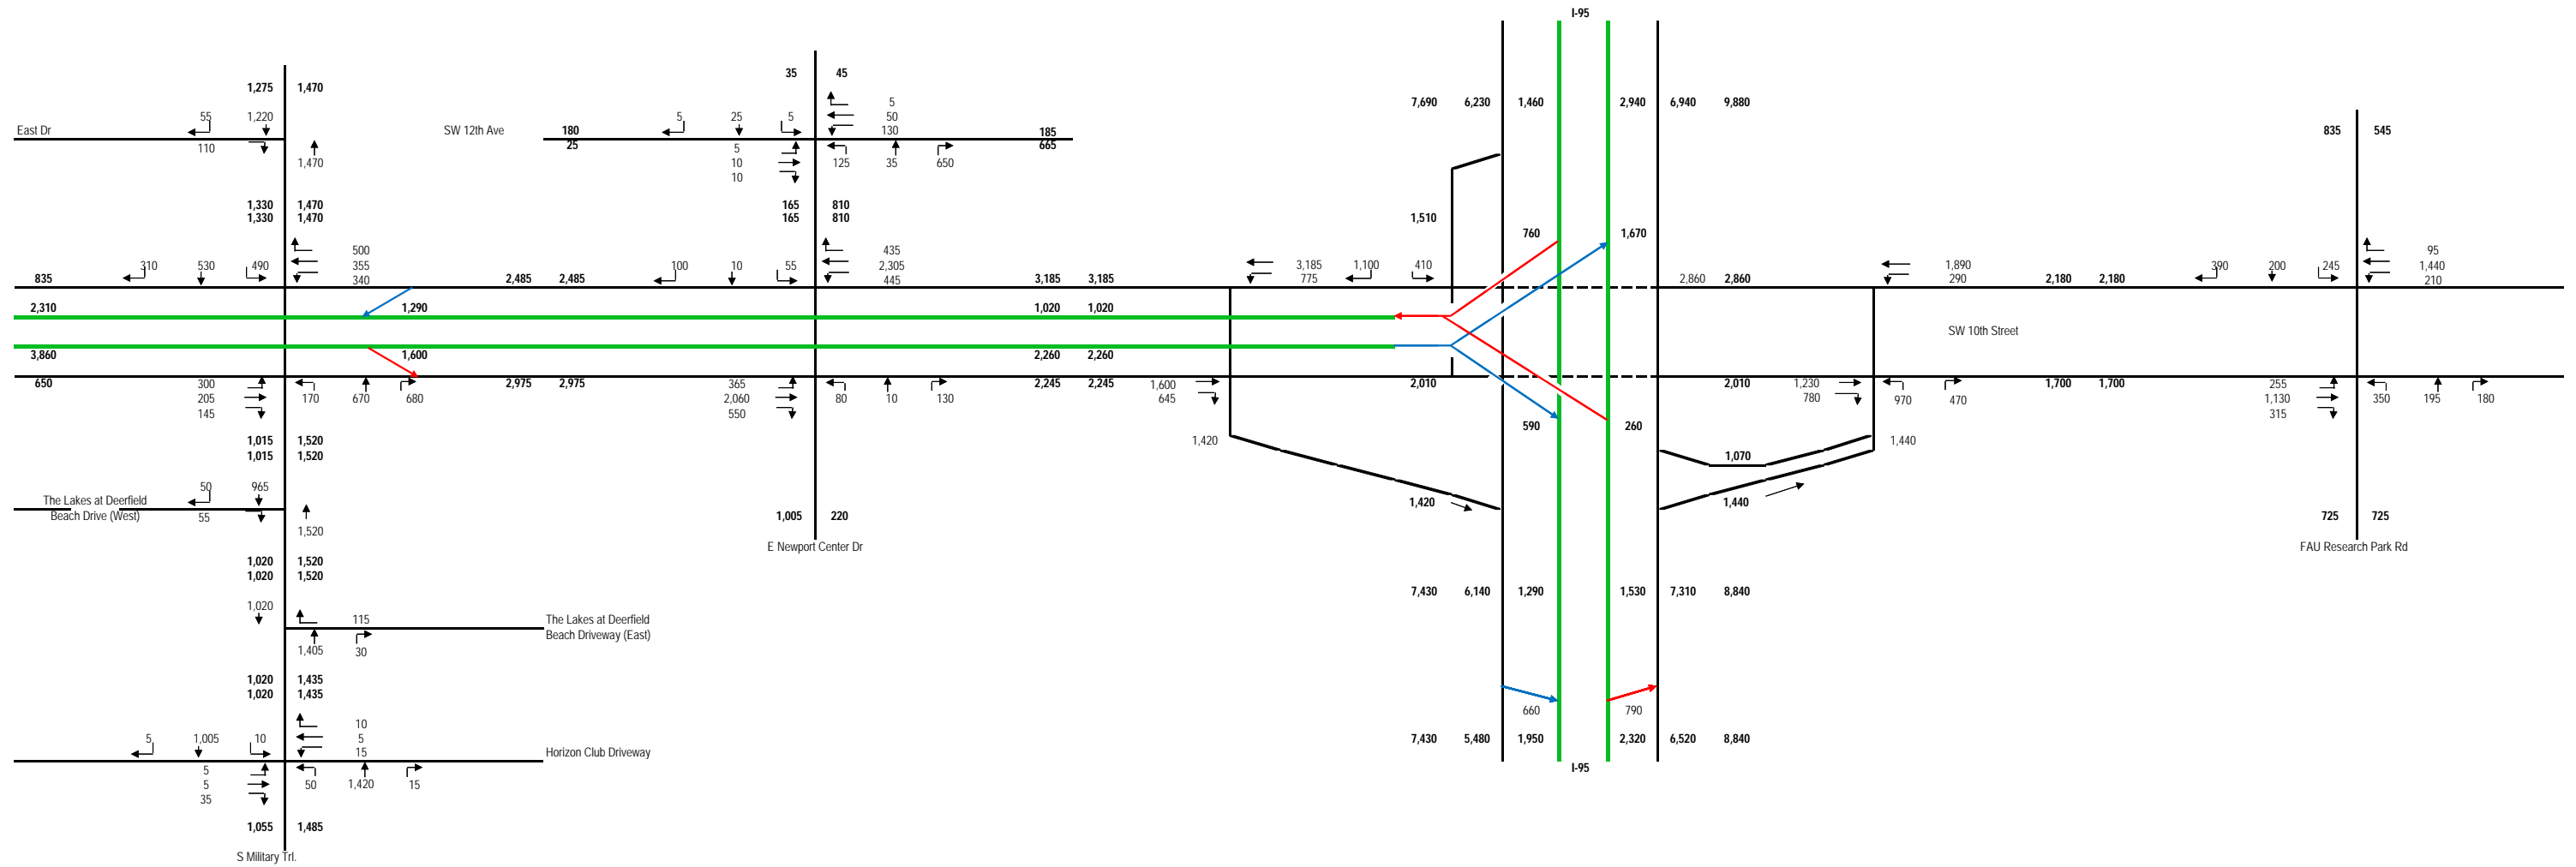 I-95
35 45
1,275 1,470
7,690 6,230 1,460 2,940 6,940 9,880
55 1,220
5 25 5
5
50
130
East Dr
SW 12th Ave
180
25
185
665
835 545
110
1,470
5
10
10
125 35 650
1,330 1,470
1,330 1,470
165 810
165 810
1,510
760 1,670
310 530 490
500
355
340
100 10 55
435
2,305
445
3,185
775
1,100 410
1,890
290
390 200 245
95
1,440
210
835 2,485 2,485 3,185 3,185 2,860 2,860 2,180 2,180
2,310 1,290 1,020 1,020
SW 10th Street
3,860 1,600 2,260 2,260
650 2,975 2,975 2,245 2,245 2,010 2,010 1,700 1,700
300
205
145
170 670 680
365
2,060
550
80 10 130
1,600
645
1,230
780
970 470
255
1,130
315
350 195 180
590 260
1,015 1,520
1,015 1,520
1,420 1,440
1,070
50 965
The Lakes at Deerfield
Beach Drive (West)
55
1,520
1,420 1,440
1,005 220
725 725
E Newport Center Dr
FAU Research Park Rd
1,020 1,520
1,020 1,520
7,430 6,140 1,290 1,530 7,310 8,840
1,020
115
The Lakes at Deerfield
Beach Driveway (East)
1,405 30
1,020 1,435
1,020 1,435
660 790
5 1,005 10
10
5
15
Horizon Club Driveway
7,430 5,480 1,950 2,320 6,520 8,840
I-95
5
5
35
50 1,420 15
1,055 1,485
S Military Trl.